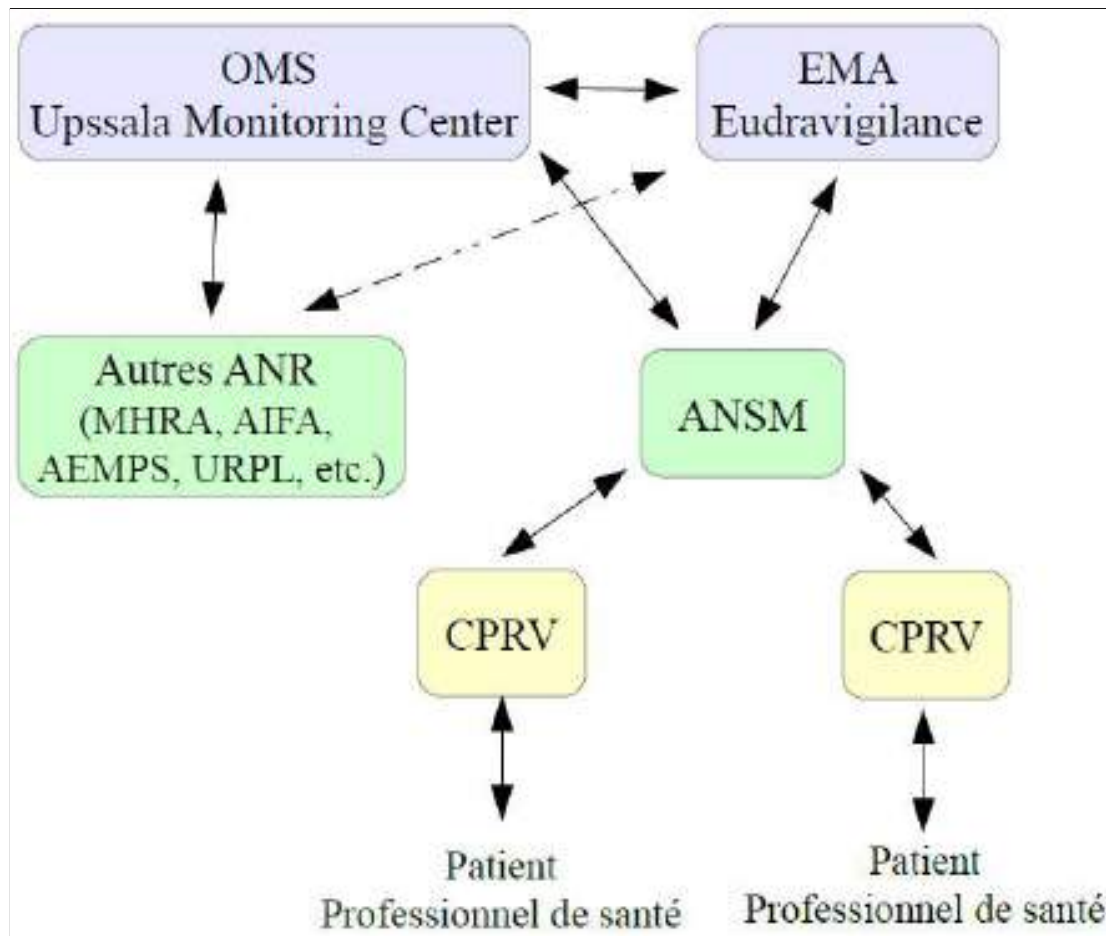 OMS
Upssala Monitoring Center
EMA
Eudravigilance
Autres ANR
(MHRA, AIFA,
AEMPS, URPL, etc.)
ANSM
CPRV
CPRV
Patient
Professionnel de santé
Patient
Professionnel de santé